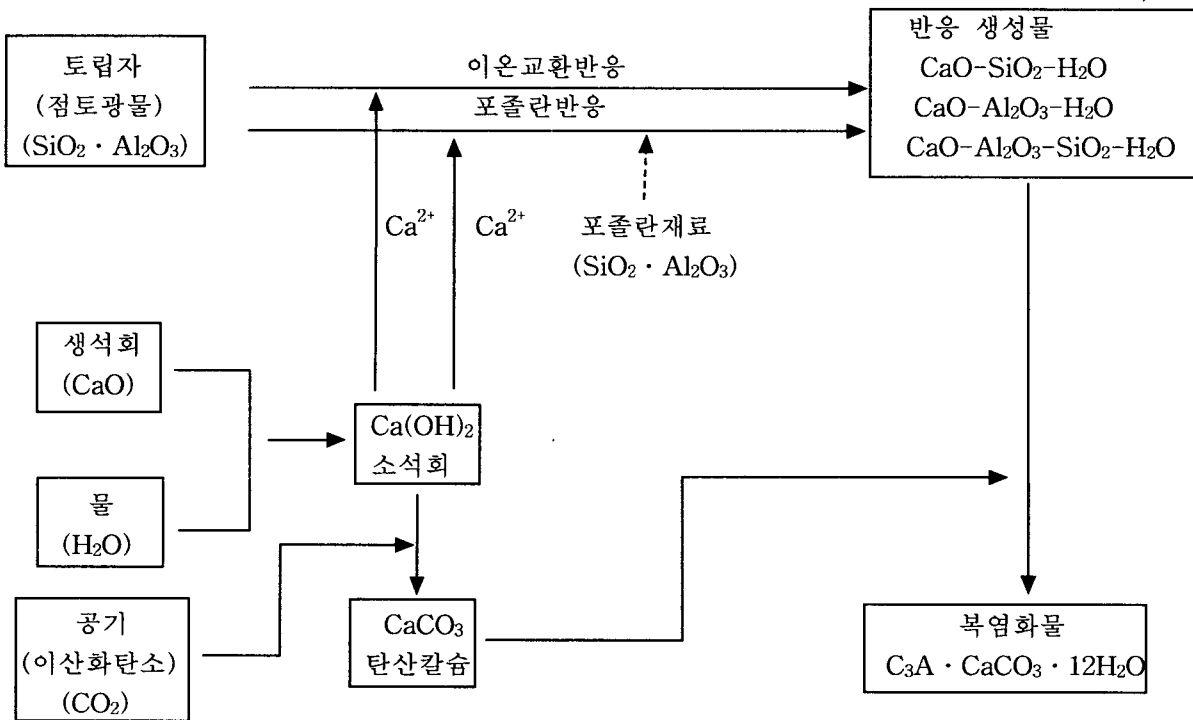 토립자
(점토광물)
(SiO₂ · Al₂O₃)
이온교환반응
포졸란반응
반응 생성물
CaO-SiO₂-H₂O
CaO-Al₂O₃-H₂O
CaO-Al₂O₃-SiO₂-H₂O
Ca²⁺
Ca²⁺
포졸란재료
(SiO₂ · Al₂O₃)
생석회
(CaO)
Ca(OH)₂
소석회
물
(H₂O)
공기
(이산화탄소)
(CO₂)
CaCO₃
탄산칼슘
복염화물
C₃A · CaCO₃ · 12H₂O